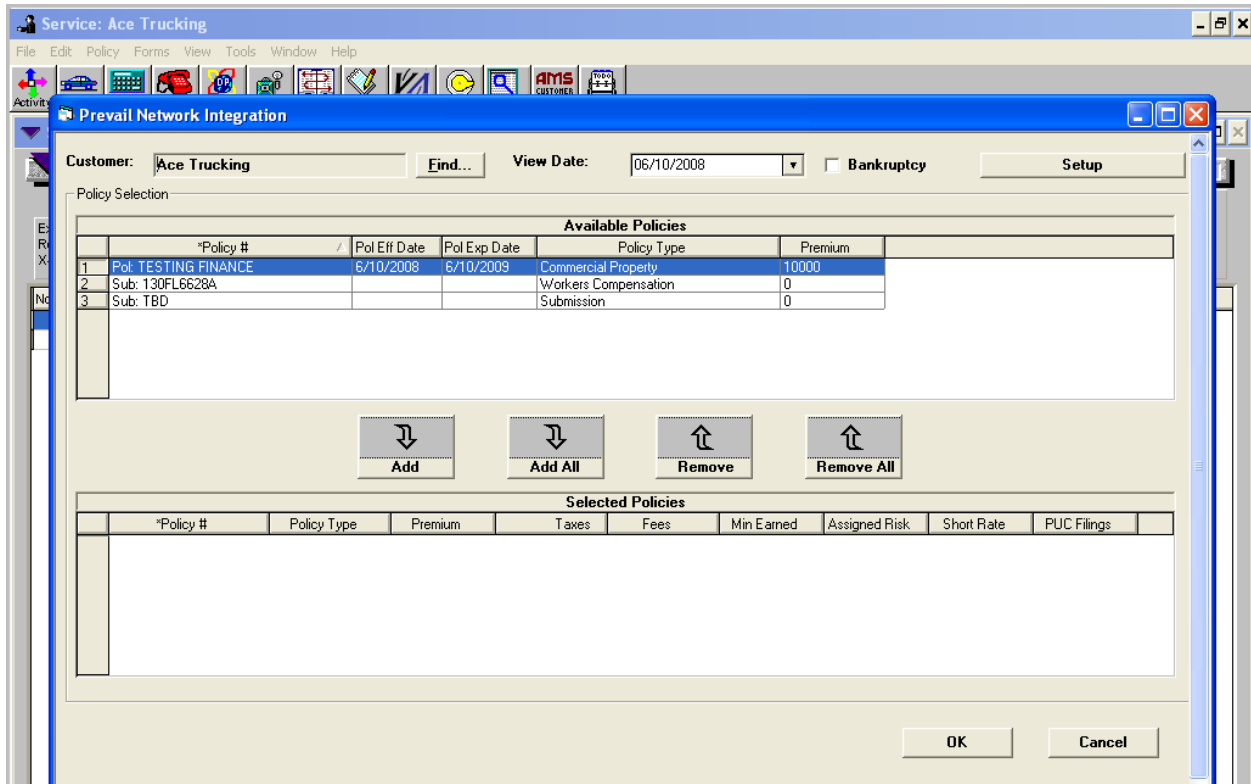 Service: Ace Trucking
File Edit Policy Forms View Tools Window Help
AMS
CUSTOMER
TODO
Activit
Prevail Network Integration
Customer: Ace Trucking Find... View Date: 06/10/2008 Bankruptcy Setup
Policy Selection
Available Policies
*Policy # Pol Eff Date Pol Exp Date Policy Type Premium
1 Pol: TESTING FINANCE 6/10/2008 6/10/2009 Commercial Property 10000
2 Sub: 130FL6628A Workers Compensation 0
3 Sub: TBD Submission 0
Add Add All Remove Remove All
Selected Policies
*Policy # Policy Type Premium Taxes Fees Min Earned Assigned Risk Short Rate PUC Filings
OK Cancel